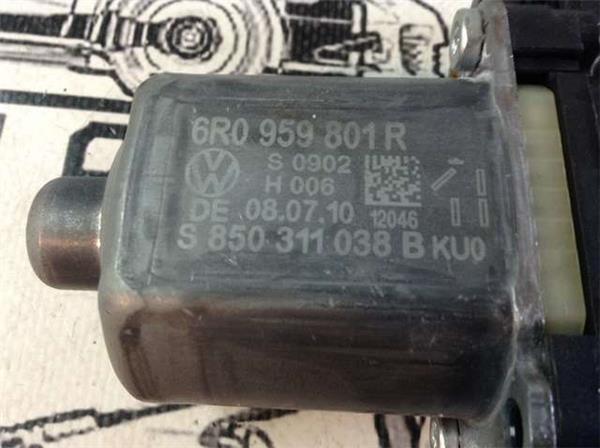 6R0 959 801 R
S 0902
H 006
DE 08.07.10 12046
S 850 311 038 B KU0